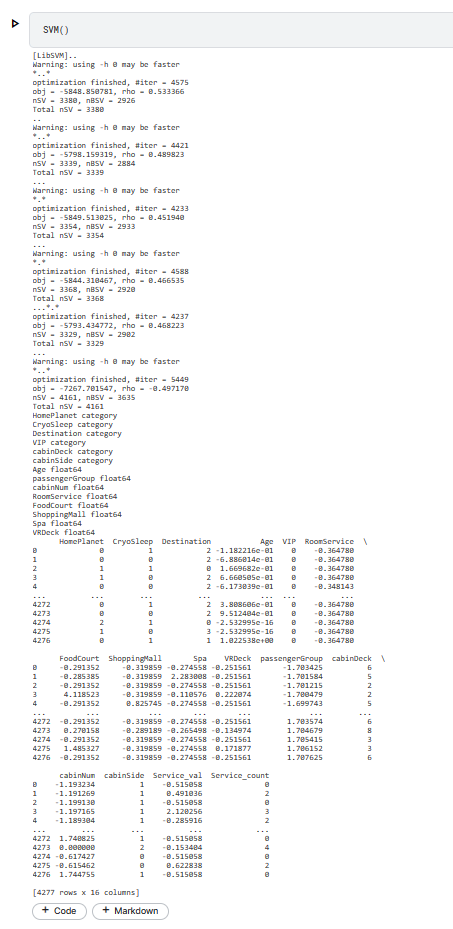 SVM()
[LibSVM]..
Warning: using -h 0 may be faster
*..*
optimization finished, #iter = 4575
obj = -5848.850781, rho = 0.533366
nSV = 3380, nBSV = 2926
Total nSV = 3380
..
Warning: using -h 0 may be faster
*..*
optimization finished, #iter = 4421
obj = -5798.159319, rho = 0.489823
nSV = 3339, nBSV = 2884
Total nSV = 3339
...
Warning: using -h 0 may be faster
*.*
optimization finished, #iter = 4233
obj = -5849.513025, rho = 0.451940
nSV = 3354, nBSV = 2933
Total nSV = 3354
...
Warning: using -h 0 may be faster
*.*
optimization finished, #iter = 4588
obj = -5844.310467, rho = 0.466535
nSV = 3368, nBSV = 2920
Total nSV = 3368
...*.*
optimization finished, #iter = 4237
obj = -5793.434772, rho = 0.468223
nSV = 3329, nBSV = 2902
Total nSV = 3329
...
Warning: using -h 0 may be faster
*..*
optimization finished, #iter = 5449
obj = -7267.701547, rho = -0.497170
nSV = 4161, nBSV = 3635
Total nSV = 4161
HomePlanet category
CryoSleep category
Destination category
VIP category
cabinDeck category
cabinSide category
Age float64
passengerGroup float64
cabinNum float64
RoomService float64
FoodCourt float64
ShoppingMall float64
Spa float64
VRDeck float64
HomePlanet CryoSleep Destination Age VIP RoomService \
0 0 1 2 -1.182216e-01 0 -0.364780
1 0 0 2 -6.886014e-01 0 -0.364780
2 1 1 0 1.669682e-01 0 -0.364780
3 1 0 2 6.660505e-01 0 -0.364780
4 0 0 2 -6.173039e-01 0 -0.348143
... ... ... ... ... ... ...
4272 0 1 2 3.808606e-01 0 -0.364780
4273 0 0 2 9.512404e-01 0 -0.364780
4274 2 1 0 -2.532995e-16 0 -0.364780
4275 1 0 3 -2.532995e-16 0 -0.364780
4276 0 1 1 1.022538e+00 0 -0.364780
FoodCourt ShoppingMall Spa VRDeck passengerGroup cabinDeck \
0 -0.291352 -0.319859 -0.274558 -0.251561 -1.703425 6
1 -0.285385 -0.319859 2.283008 -0.251561 -1.701584 5
2 -0.291352 -0.319859 -0.274558 -0.251561 -1.701215 2
3 4.118523 -0.319859 -0.110576 0.222074 -1.700479 2
4 -0.291352 0.825745 -0.274558 -0.251561 -1.699743 5
... ... ... ... ... ... ...
4272 -0.291352 -0.319859 -0.274558 -0.251561 1.703574 6
4273 0.270158 -0.289189 -0.265498 -0.134974 1.704679 8
4274 -0.291352 -0.319859 -0.274558 -0.251561 1.705415 3
4275 1.485327 -0.319859 -0.274558 0.171877 1.706152 3
4276 -0.291352 -0.319859 -0.274558 -0.251561 1.707625 6
cabinNum cabinSide Service_val Service_count
0 -1.193234 1 -0.515058 0
1 -1.191269 1 0.491036 2
2 -1.199130 1 -0.515058 0
3 -1.197165 1 2.120256 3
4 -1.189304 1 -0.285916 2
... ... ... ... ...
4272 1.740825 1 -0.515058 0
4273 0.000000 2 -0.153404 4
4274 -0.617427 0 -0.515058 0
4275 -0.615462 0 0.622838 2
4276 1.744755 1 -0.515058 0
[4277 rows x 16 columns]
+ Code + Markdown